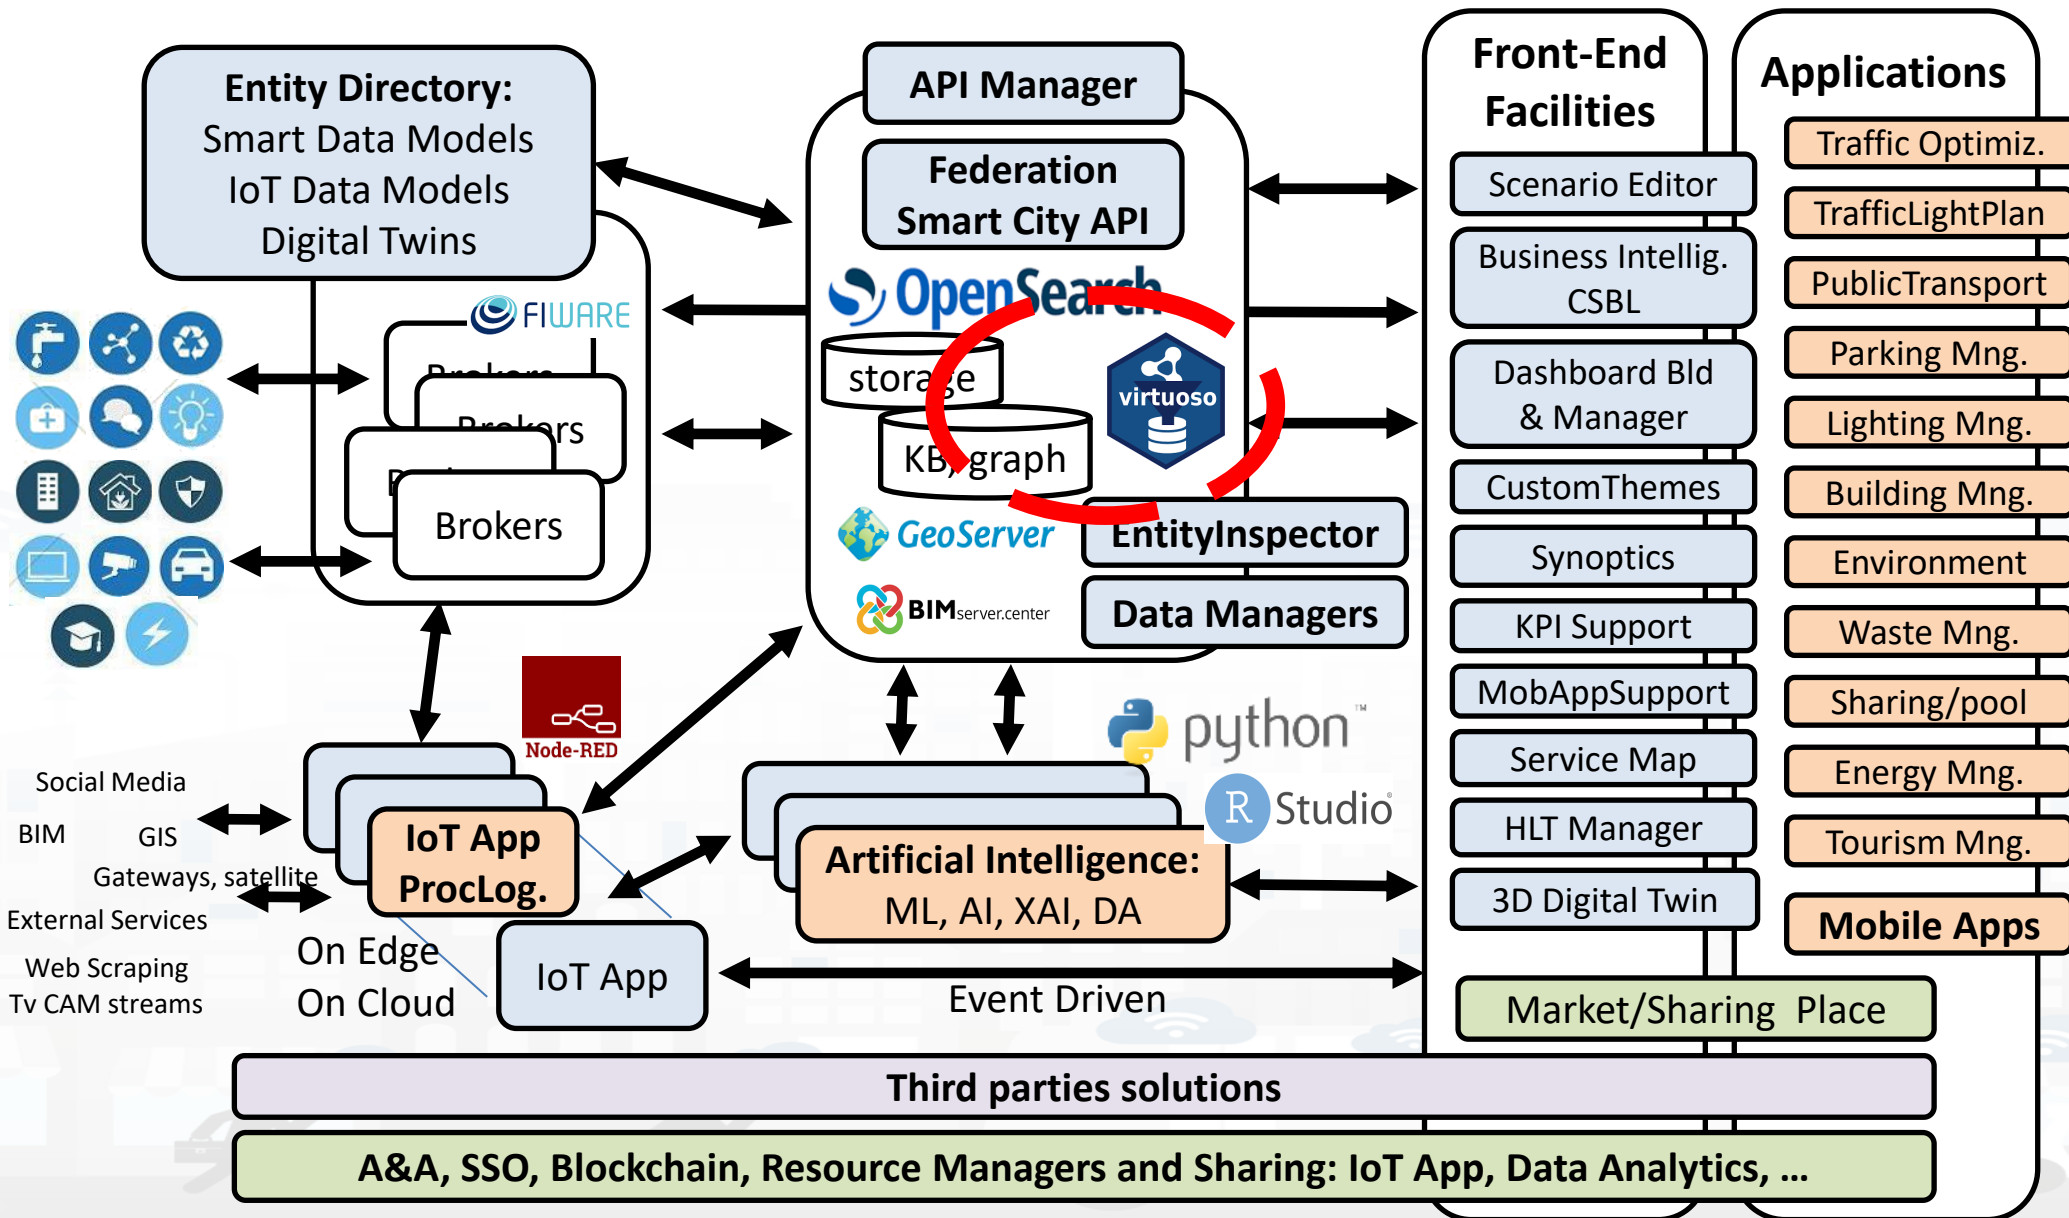 Entity Directory:
Smart Data Models
IoT Data Models
Digital Twins
FIWARE
Brokers
Brokers
Brokers
API Manager
Federation
Smart City API
OpenSearch
storage
virtuoso
KB, graph
GeoServer
EntityInspector
BIMserver.center
Data Managers
Node-RED
python™
R Studio®
Social Media
BIM
GIS
Gateways, satellite
External Services
Web Scraping
Tv CAM streams
IoT App
ProcLog.
On Edge
On Cloud
IoT App
Artificial Intelligence:
ML, AI, XAI, DA
Event Driven
Front-End
Facilities
Scenario Editor
Business Intellig.
CSBL
Dashboard Bld
& Manager
CustomThemes
Synoptics
KPI Support
MobAppSupport
Service Map
HLT Manager
3D Digital Twin
Applications
Traffic Optimiz.
TrafficLightPlan
PublicTransport
Parking Mng.
Lighting Mng.
Building Mng.
Environment
Waste Mng.
Sharing/pool
Energy Mng.
Tourism Mng.
Mobile Apps
Market/Sharing Place
Third parties solutions
A&A, SSO, Blockchain, Resource Managers and Sharing: IoT App, Data Analytics, ...